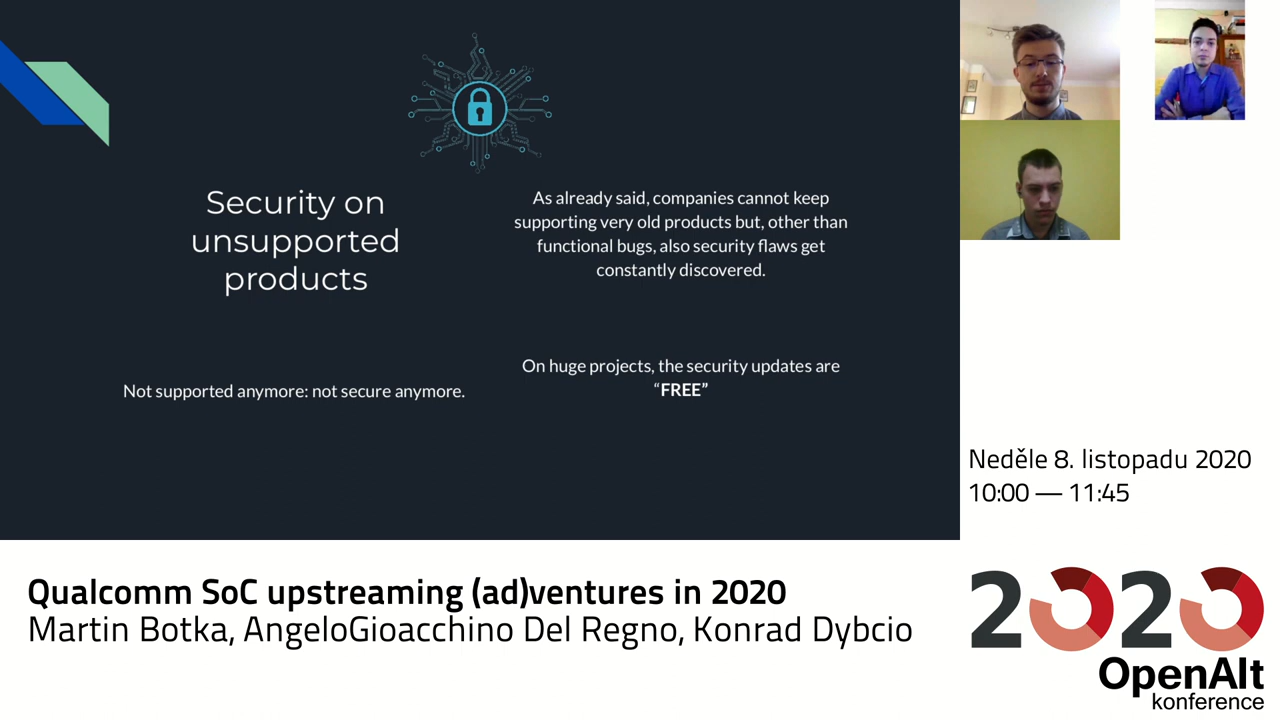 Security on
unsupported
products
Not supported anymore: not secure anymore.
As already said, companies cannot keep
supporting very old products but, other than
functional bugs, also security flaws get
constantly discovered.
On huge projects, the security updates are
“FREE”
Neděle 8. listopadu 2020
10:00 — 11:45
Qualcomm SoC upstreaming (ad)ventures in 2020
Martin Botka, AngeloGioacchino Del Regno, Konrad Dybcio
2020
OpenAlt
konference